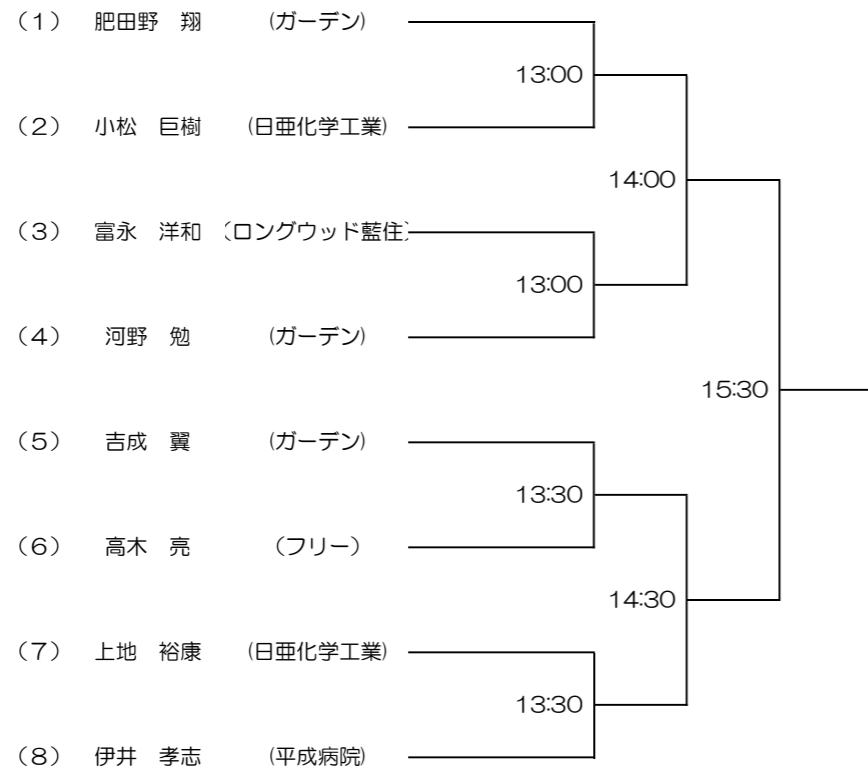 （1） 肥田野　翔 （ガーデン）
13:00
（2） 小松　巨樹 （日亜化学工業）
14:00
（3） 富永　洋和 （ロングウッド藍住）
13:00
（4） 河野　勉 （ガーデン）
15:30
（5） 吉成　翼 （ガーデン）
13:30
（6） 高木　亮 （フリー）
14:30
（7） 上地　裕康 （日亜化学工業）
13:30
（8） 伊井　孝志 （平成病院）